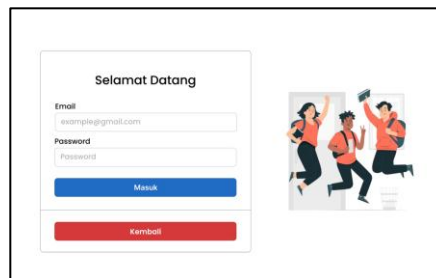 Selamat Datang
Email
example@gmail.com
Password
Password
Masuk
Kembali